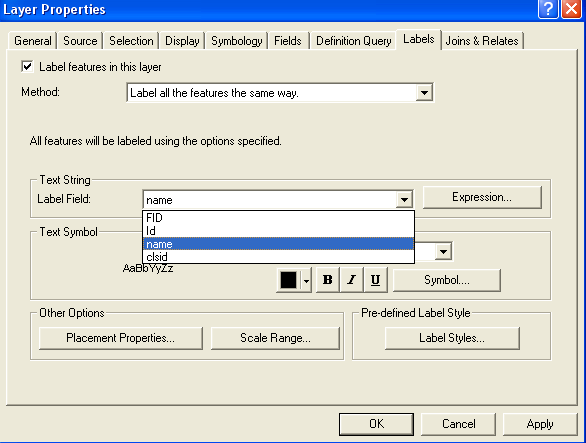 Layer Properties
General Source Selection Display Symbology Fields Definition Query Labels Joins & Relates
Label features in this layer
Method: Label all the features the same way.
All features will be labeled using the options specified.
Text String
Label Field: name Expression...
FID
Id
name
clsid
Text Symbol
AaBbYyZz
B I U Symbol....
Other Options Pre-defined Label Style
Placement Properties... Scale Range... Label Styles...
OK Cancel Apply